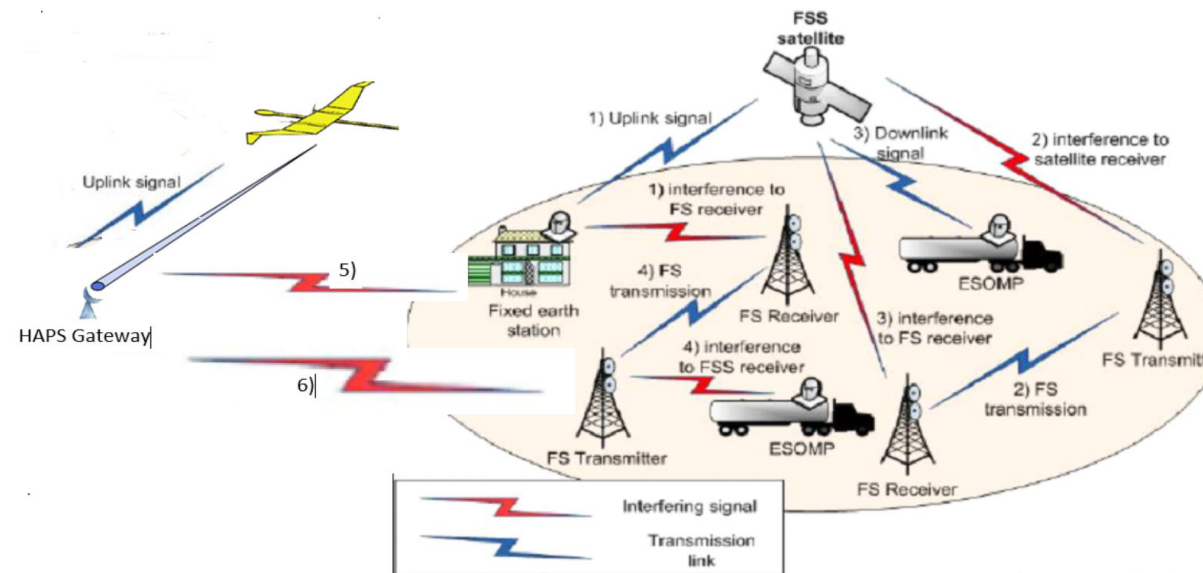 FSS
satellite
1) Uplink signal
3) Downlink
signal
2) interference to
satellite receiver
Uplink signal
1) interference to
FS receiver
5)
House
Fixed earth
station
4) FS
transmission
FS Receiver
ESOMP
HAPS Gateway
3) interference
to FS receiver
FS Transmitt
6)
4) interference
to FSS receiver
2) FS
transmission
FS Transmitter
ESOMP
FS Receiver
Interfering signal
Transmission
link